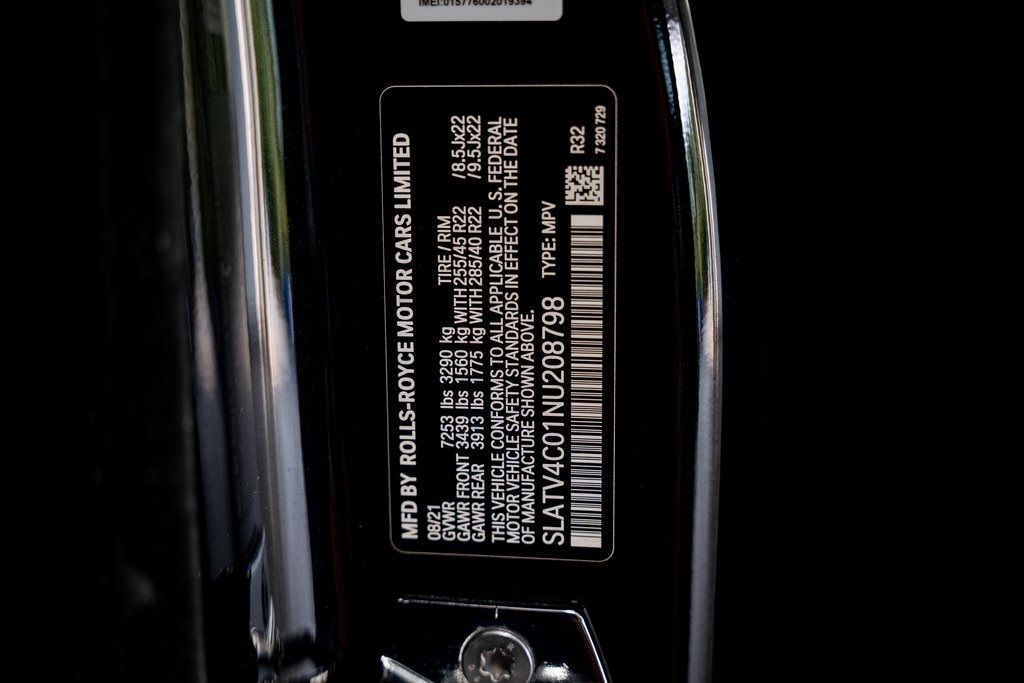 IMEI:015776002019394
MFD BY ROLLS-ROYCE MOTOR CARS LIMITED
08/21
GVWR 7253 lbs 3290 kg TIRE / RIM
GAWR FRONT 3439 lbs 1560 kg WITH 255/45 R22 /8.5Jx22
GAWR REAR 3913 lbs 1775 kg WITH 285/40 R22 /9.5Jx22
THIS VEHICLE CONFORMS TO ALL APPLICABLE U. S. FEDERAL
MOTOR VEHICLE SAFETY STANDARDS IN EFFECT ON THE DATE
OF MANUFACTURE SHOWN ABOVE.
SLATV4C01NU208798 TYPE: MPV
R32
7 320 729